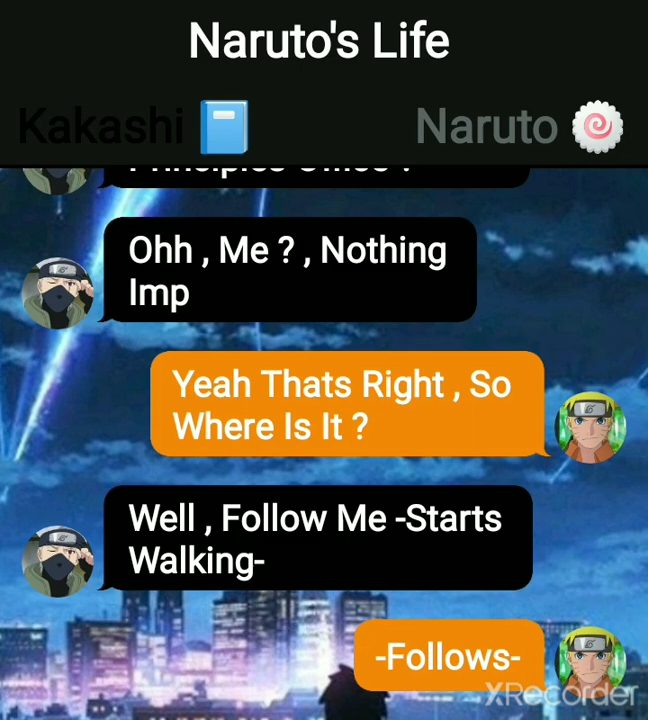 Naruto's Life
Kakashi
Naruto
Ohh , Me ? , Nothing
Imp
Yeah Thats Right , So
Where Is It ?
Well , Follow Me -Starts
Walking-
-Follows-
XRecorder